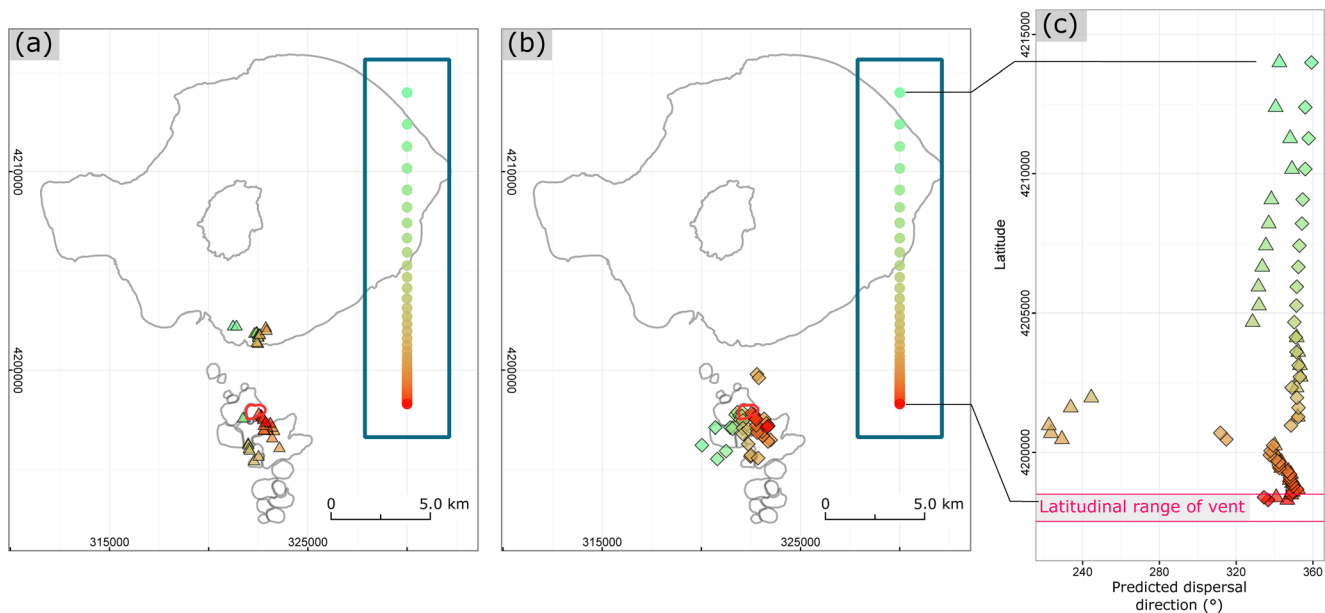 (a)
(b)
(c)
4210000
4200000
315000
325000
0
5.0 km
4210000
4200000
315000
325000
0
5.0 km
Latitude
4215000
4210000
4205000
4200000
Latitudinal range of vent
240
280
320
360
Predicted dispersal
direction (°)